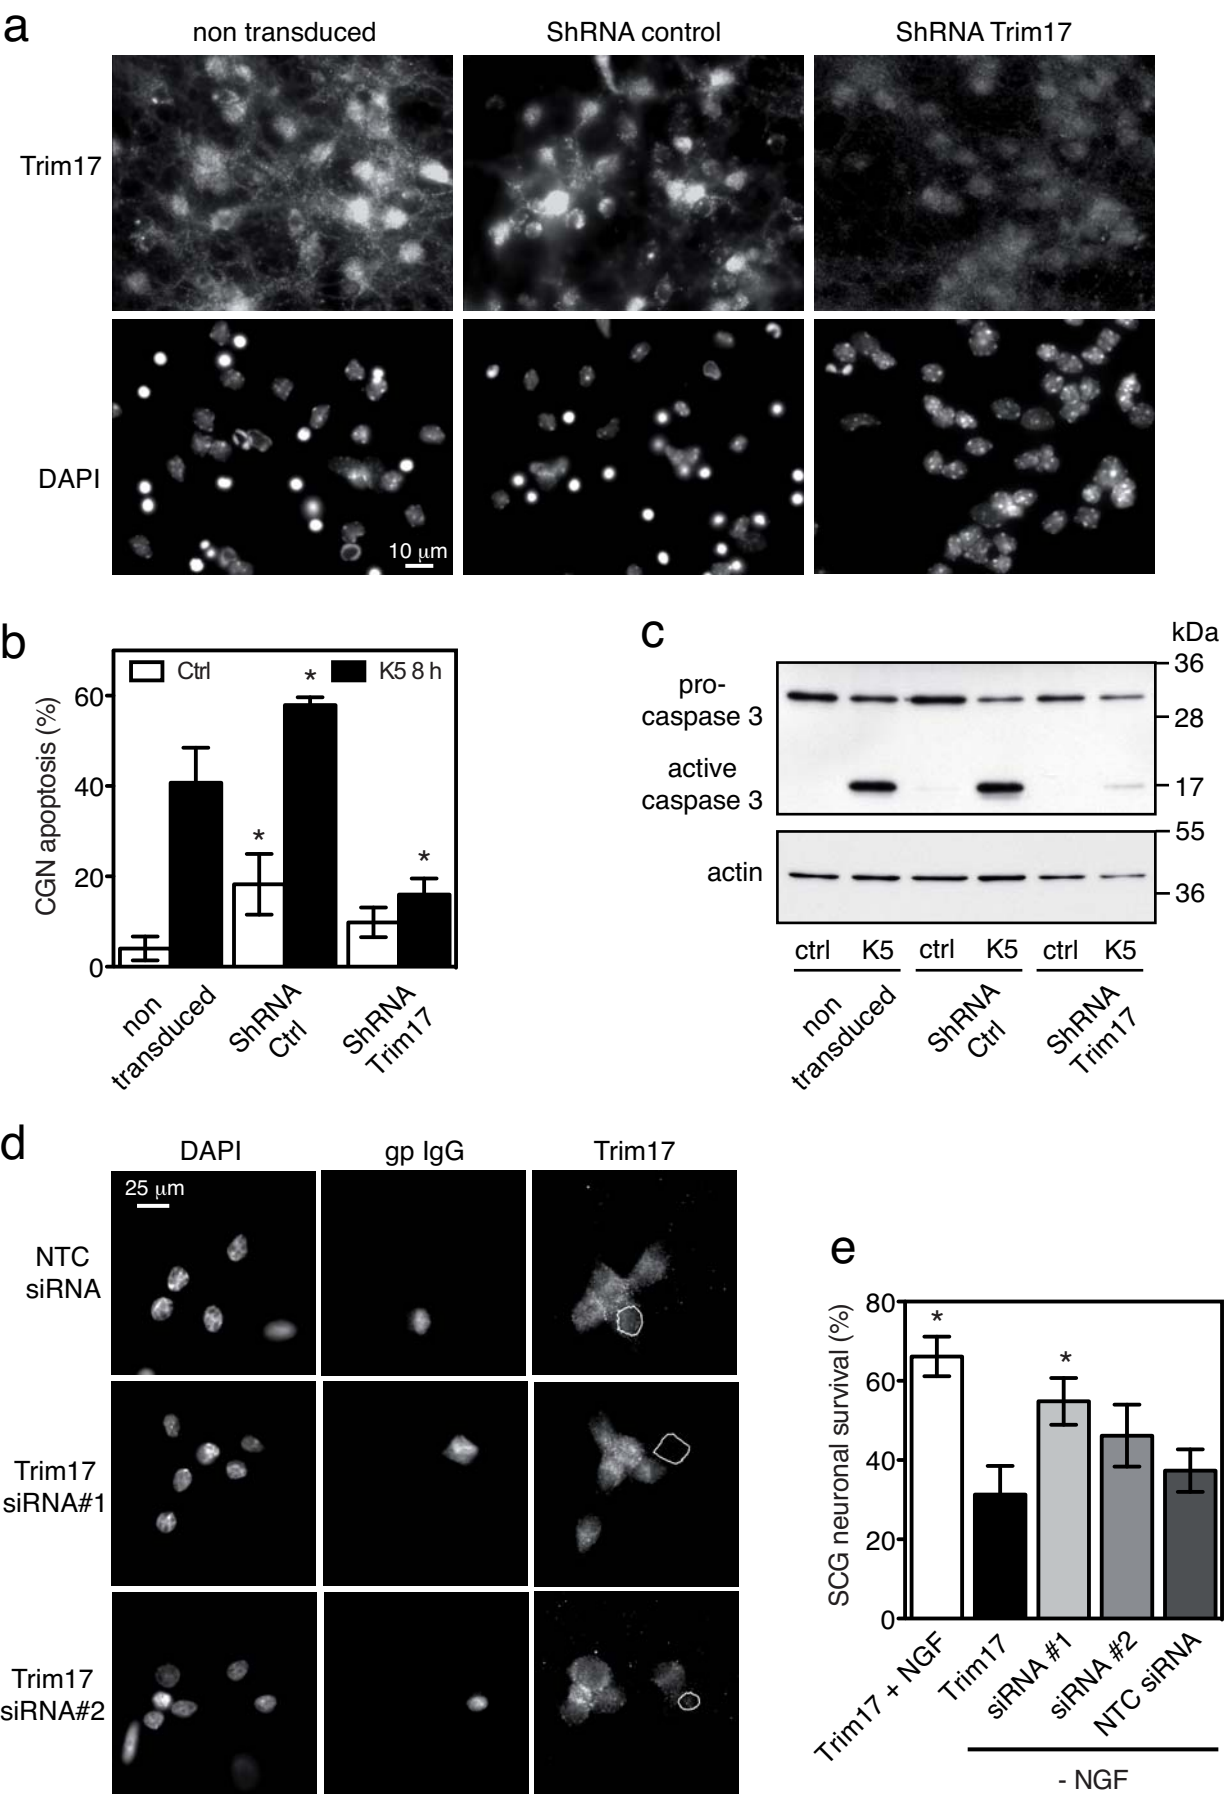 a
non transduced
ShRNA control
ShRNA Trim17
Trim17
DAPI
10 μm
b
Ctrl
K5 8 h
*
*
*
CGN apoptosis (%)
60
40
20
0
non
transduced
ShRNA
Ctrl
ShRNA
Trim17
c
kDa
pro-
caspase 3
active
caspase 3
actin
36
28
17
55
36
ctrl K5 ctrl K5 ctrl K5
non
transduced
ShRNA
Ctrl
ShRNA
Trim17
d
DAPI
gp IgG
Trim17
25 μm
NTC
siRNA
Trim17
siRNA#1
Trim17
siRNA#2
e
SCG neuronal survival (%)
80
60
40
20
0
*
*
Trim17 + NGF
Trim17
siRNA #1
siRNA #2
NTC siRNA
- NGF